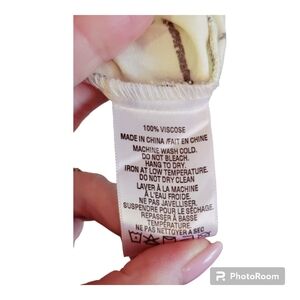 100% VISCOSE
MADE IN CHINA /FAIT EN CHINE
MACHINE WASH COLD.
DO NOT BLEACH.
HANG TO DRY.
IRON AT LOW TEMPERATURE.
DO NOT DRY CLEAN
LAVER À LA MACHINE
À L'EAU FROIDE.
NE PAS JAVELLISER.
SUSPENDRE POUR LE SÉCHAGE.
REPASSER À BASSE
TEMPÉRATURE.
NE PAS NETTOYER À SEC
PhotoRoom